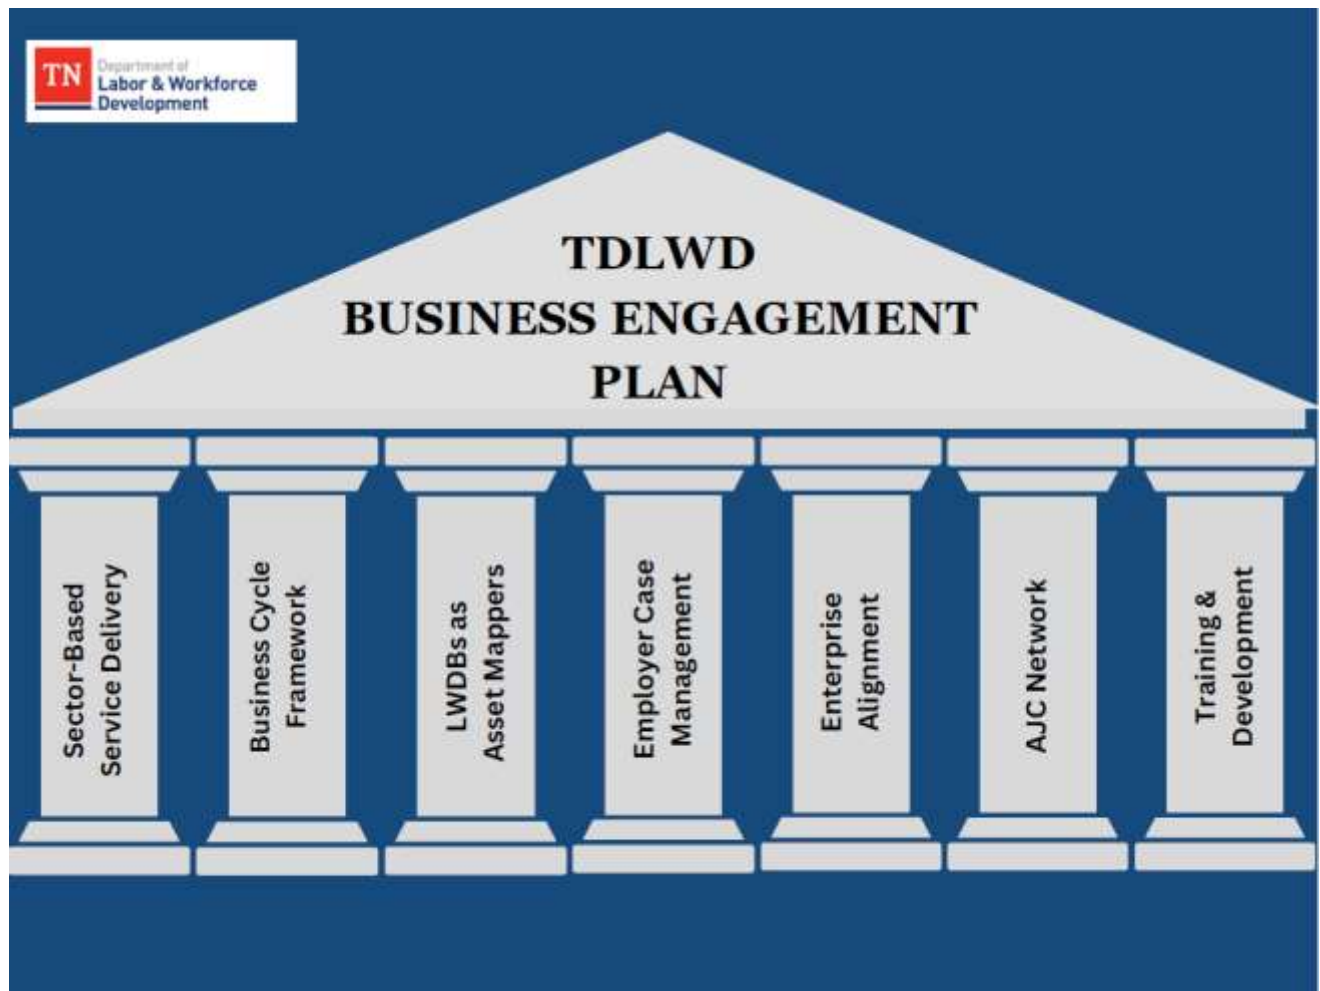 TN
Department of
Labor & Workforce
Development
TDLWD
BUSINESS ENGAGEMENT
PLAN
Sector-Based
Service Delivery
Business Cycle
Framework
LWDBs as
Asset Mappers
Employer Case
Management
Enterprise
Alignment
AJC Network
Training &
Development